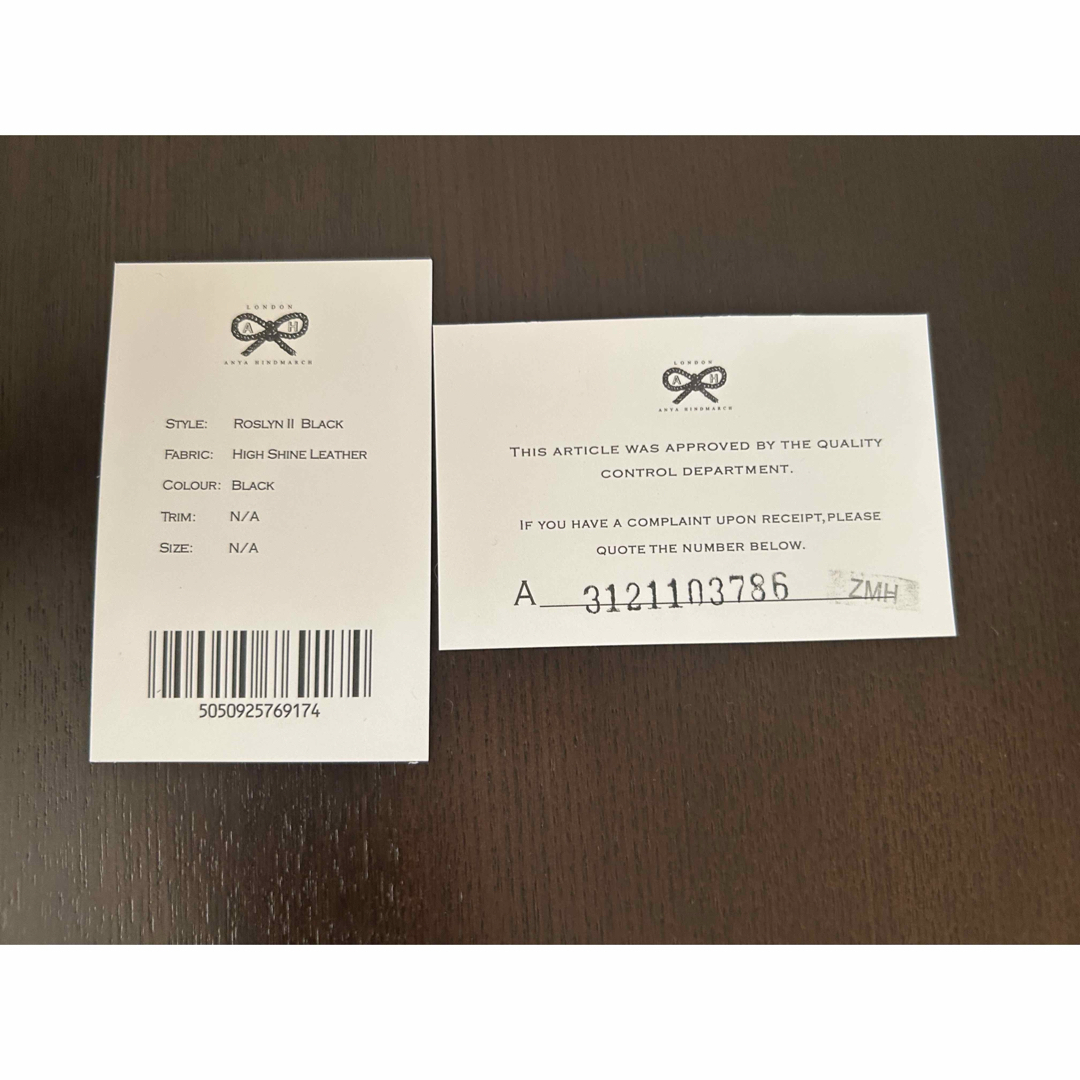 LONDON
A H
ANYA HINDMARCH
STYLE: ROSLYN II BLACK
FABRIC: HIGH SHINE LEATHER
COLOUR: BLACK
TRIM: N/A
SIZE: N/A
5050925769174
LONDON
A H
ANYA HINDMARCH
THIS ARTICLE WAS APPROVED BY THE QUALITY
CONTROL DEPARTMENT.
IF YOU HAVE A COMPLAINT UPON RECEIPT,PLEASE
QUOTE THE NUMBER BELOW.
A 3121103786 ZMH